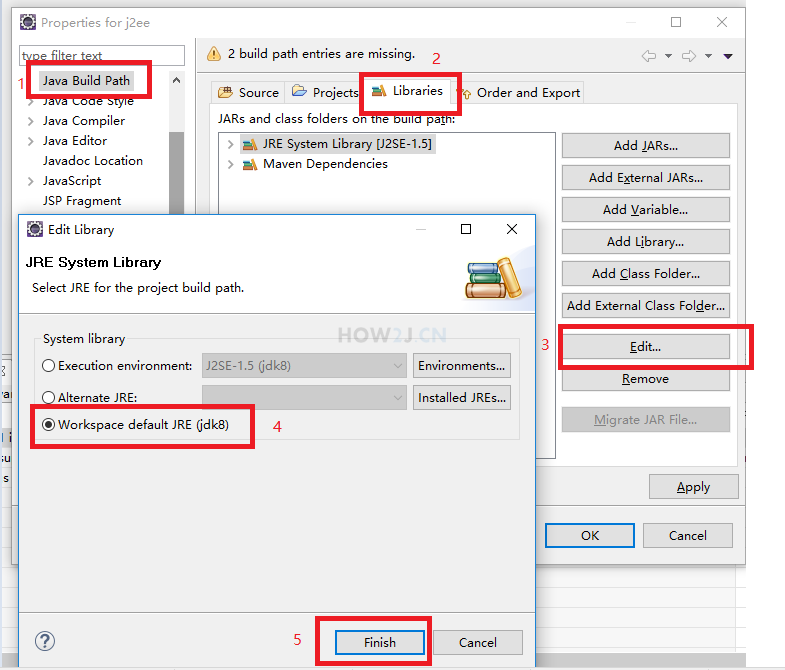 Properties for j2ee
type filter text
2 build path entries are missing.
2
1
Java Build Path
Java Code Style
Java Compiler
Java Editor
Javadoc Location
JavaScript
JSP Fragment
Source
Projects
Libraries
Order and Export
JARs and class folders on the build path:
JRE System Library [J2SE-1.5]
Maven Dependencies
Add JARs...
Add External JARs...
Add Variable...
Add Library...
Add Class Folder...
Add External Class Folder...
3
Edit...
Remove
Migrate JAR File...
Apply
OK
Cancel
Edit Library
JRE System Library
Select JRE for the project build path.
HOW2J.CN
System library
Execution environment:
J2SE-1.5 (jdk8)
Environments...
Alternate JRE:
Installed JREs...
Workspace default JRE (jdk8)
4
5
Finish
Cancel